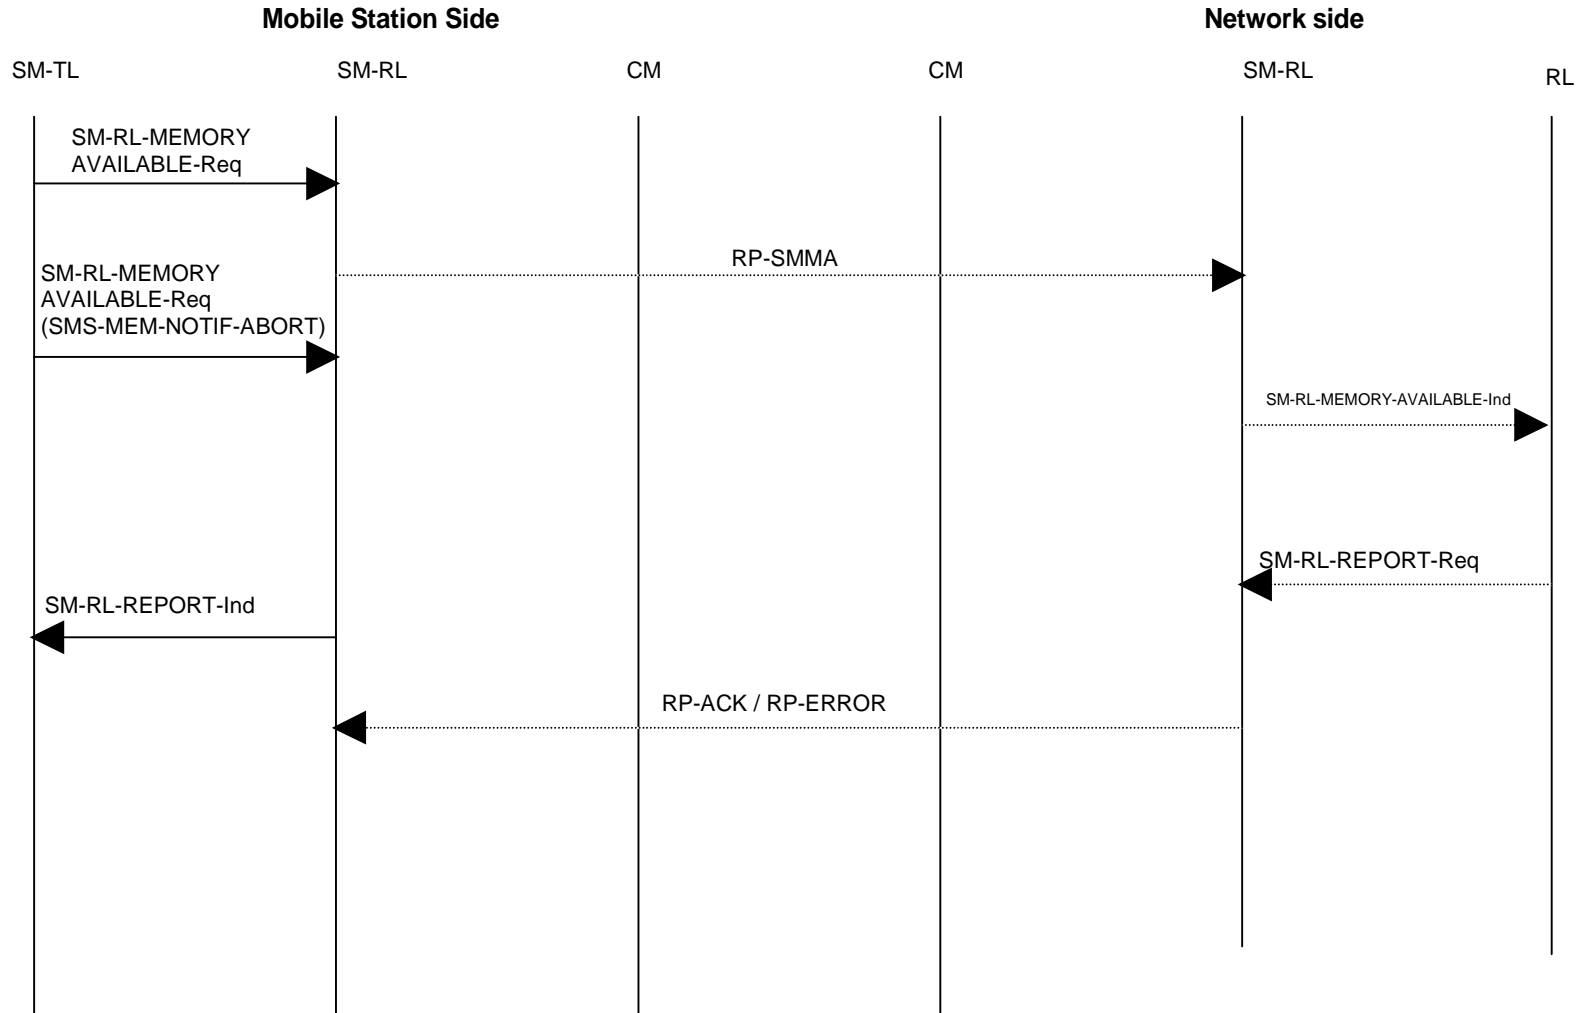 Mobile Station Side
Network side
SM-TL
SM-RL
CM
CM
SM-RL
RL
SM-RL-MEMORY
AVAILABLE-Req
RP-SMMA
SM-RL-MEMORY
AVAILABLE-Req
(SMS-MEM-NOTIF-ABORT)
SM-RL-MEMORY-AVAILABLE-Ind
SM-RL-REPORT-Req
SM-RL-REPORT-Ind
RP-ACK / RP-ERROR